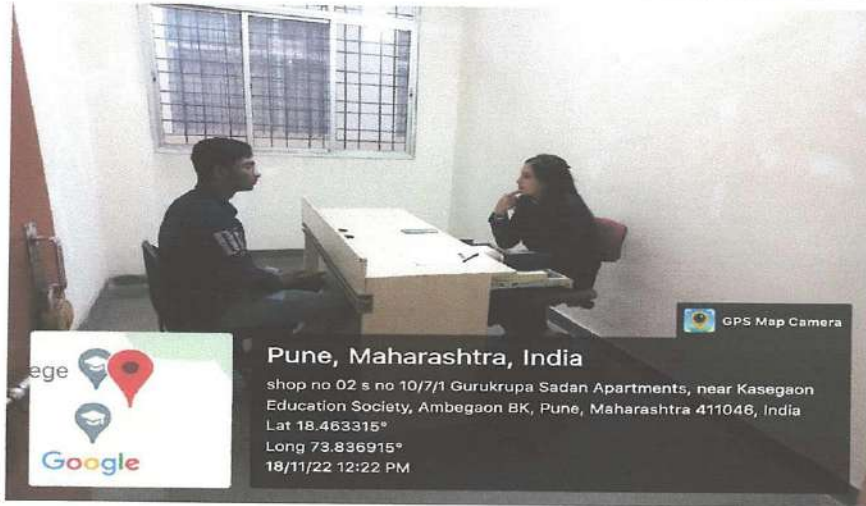 GPS Map Camera
Pune, Maharashtra, India
shop no 02 s no 10/7/1 Gurukrupa Sadan Apartments, near Kasegaon
Education Society, Ambegaon BK, Pune, Maharashtra 411046, India
Lat 18.463315°
Long 73.836915°
18/11/22 12:22 PM
ege
Google